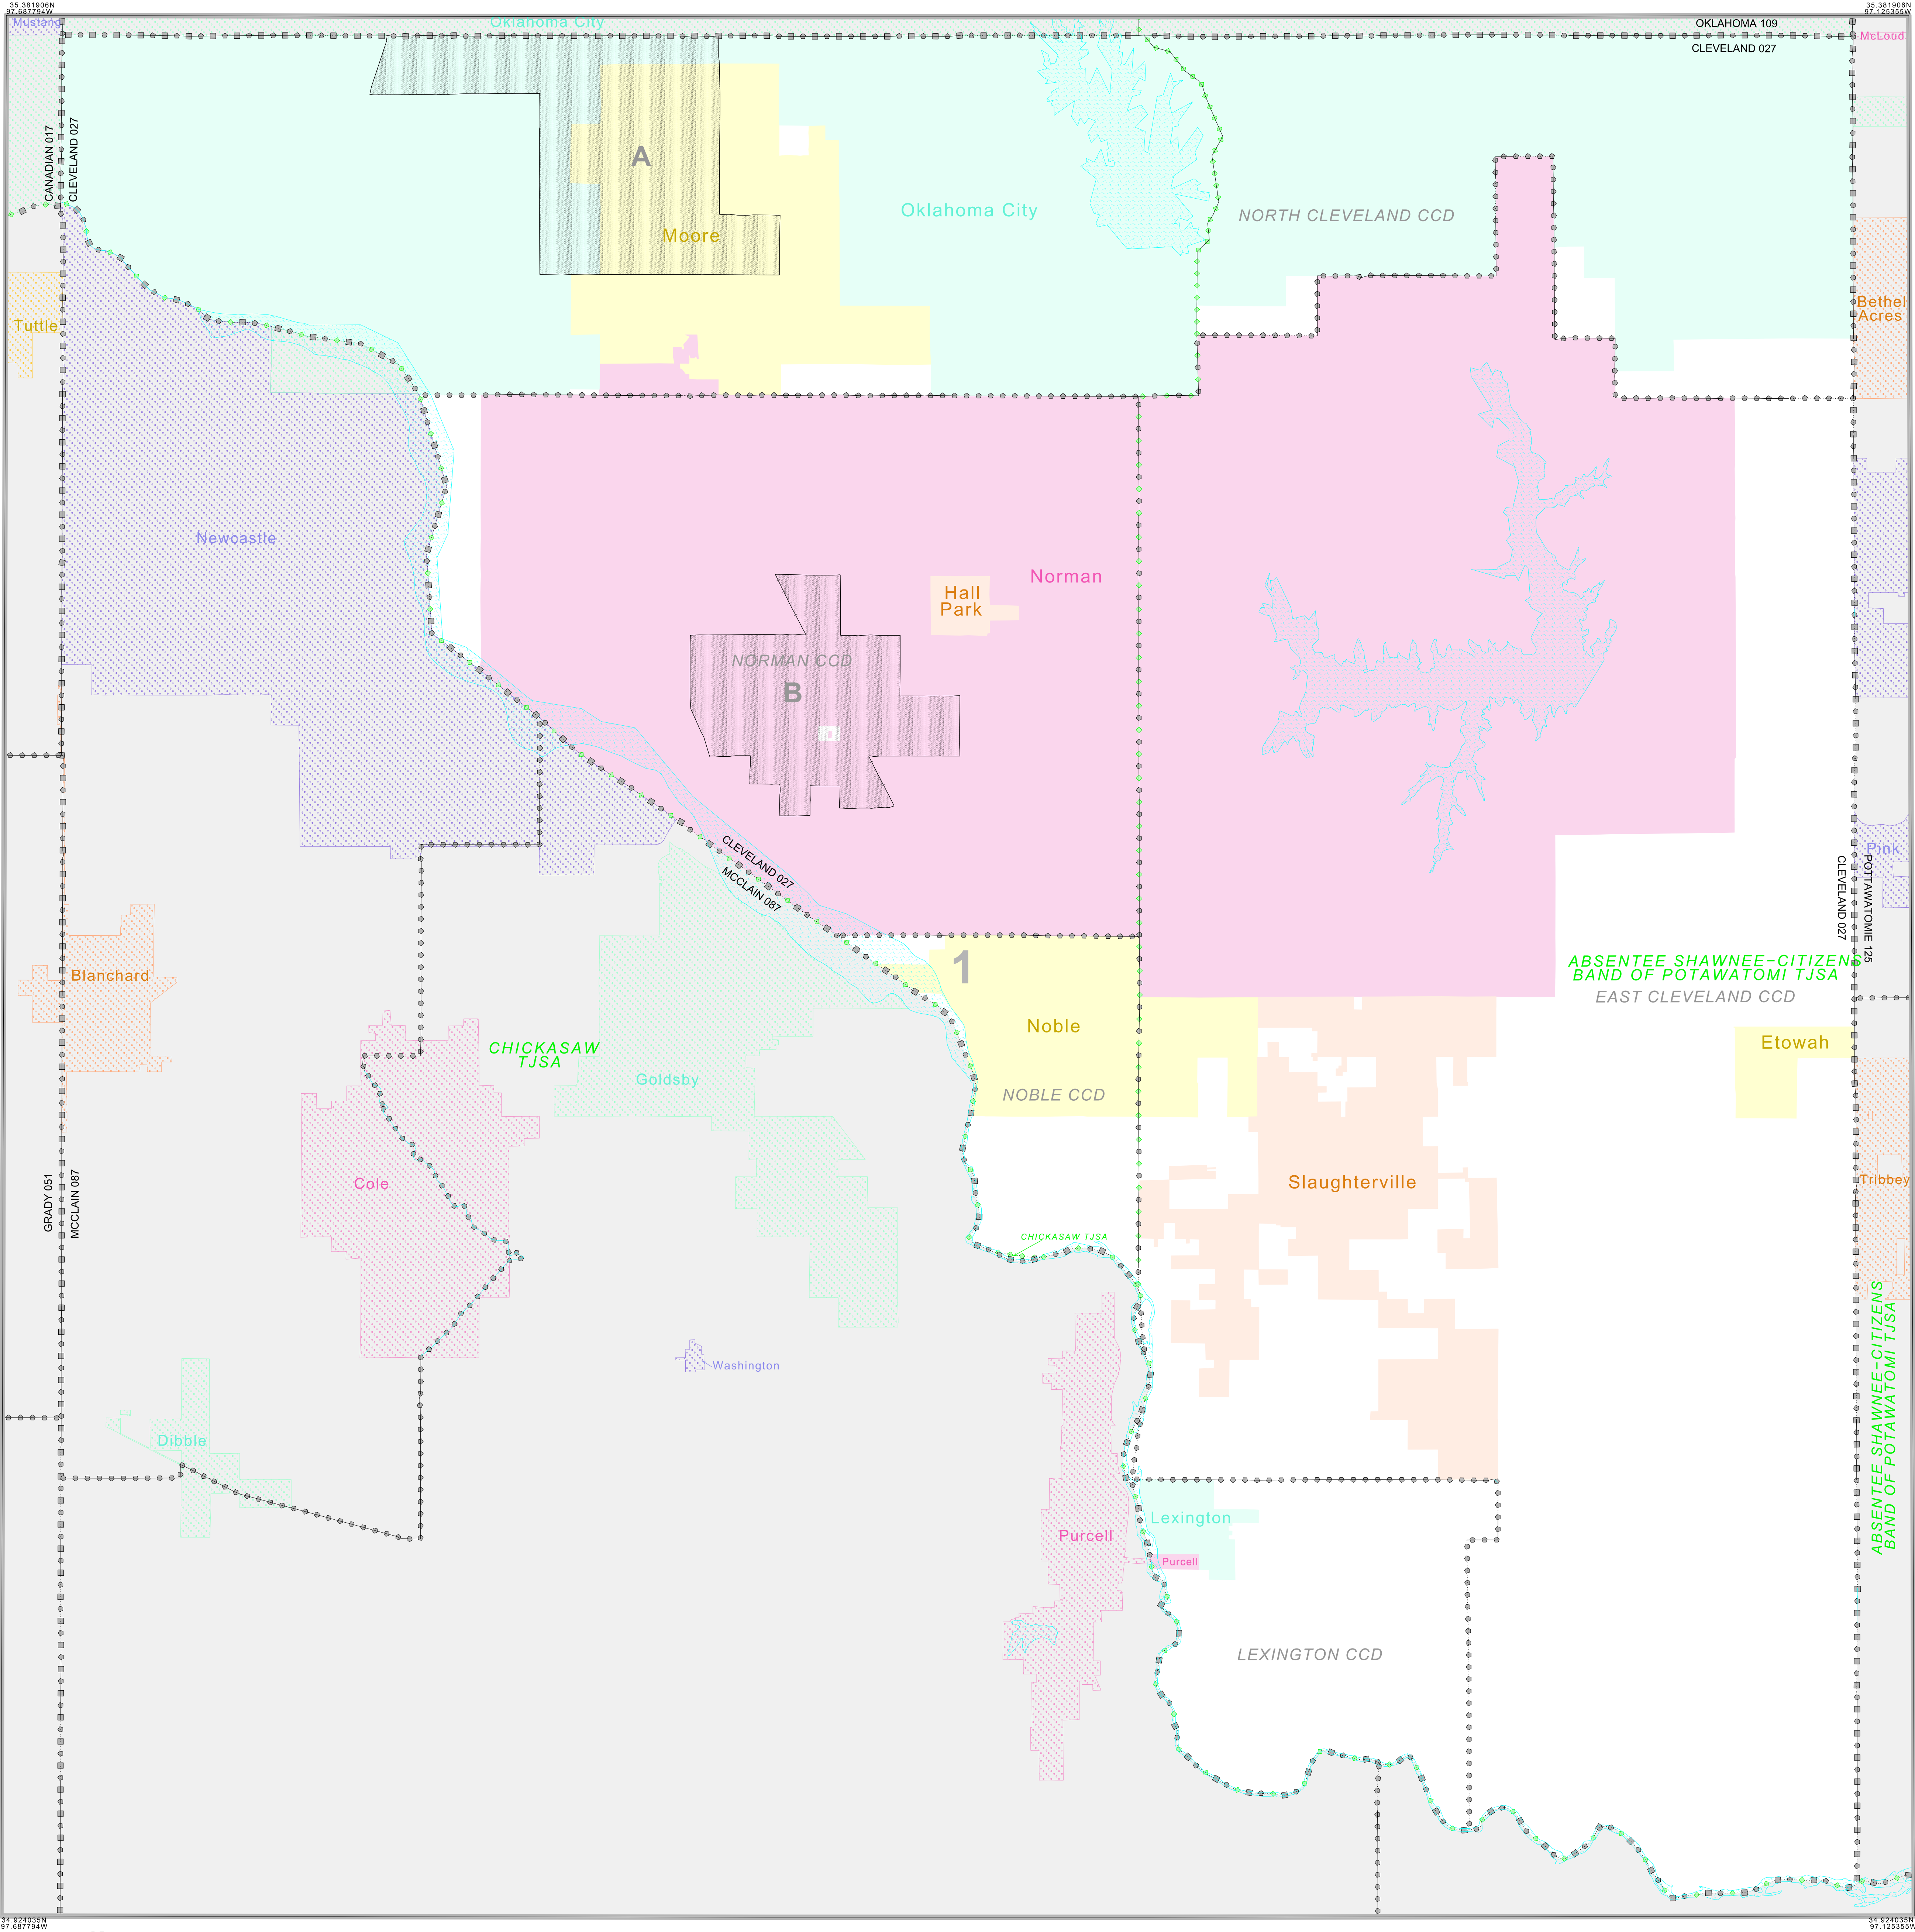 35.381906N
97.687794W
35.381906N
97.125355W
Mustang
Oklahoma City
OKLAHOMA 109
CLEVELAND 027
McLoud
CANADIAN 017
CLEVELAND 027
A
Moore
Oklahoma City
NORTH CLEVELAND CCD
Tuttle
Bethel
Acres
Newcastle
Norman
Hall
Park
NORMAN CCD
B
CLEVELAND 027
MCCLAIN 087
Pink
CLEVELAND 027
POTTAWATOMIE 125
Blanchard
1
ABSENTEE SHAWNEE-CITIZENS
BAND OF POTAWATOMI TJSA
EAST CLEVELAND CCD
Noble
Etowah
CHICKASAW
TJSA
Goldsby
NOBLE CCD
Cole
Slaughterville
Tribbey
GRADY 051
MCCLAIN 087
CHICKASAW TJSA
Washington
ABSENTEE SHAWNEE-CITIZENS
BAND OF POTAWATOMI TJSA
Dibble
Lexington
Purcell
Purcell
LEXINGTON CCD
34.924035N
97.687794W
34.924035N
97.125355W